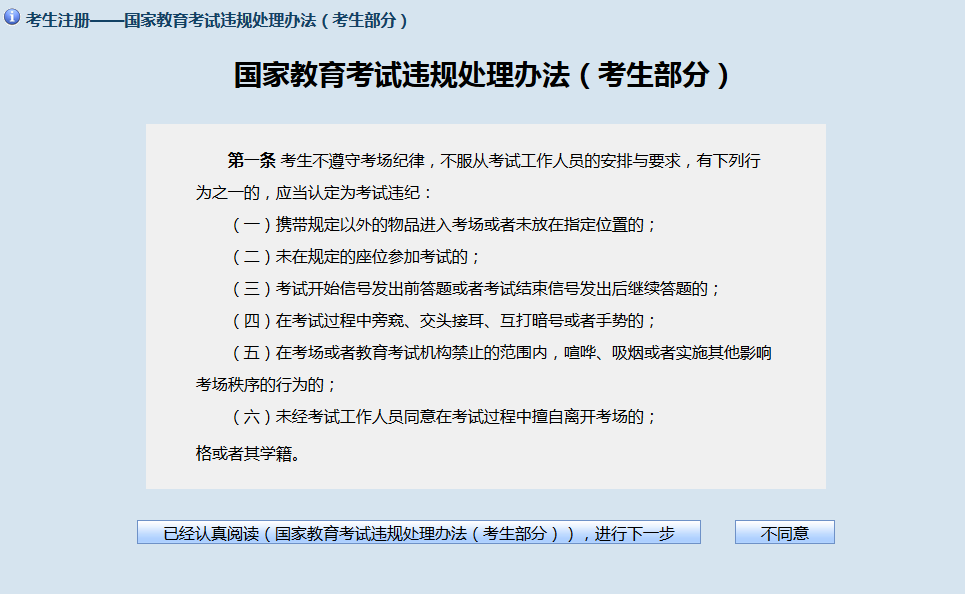 考生注册——国家教育考试违规处理办法（考生部分）
国家教育考试违规处理办法（考生部分）
第一条 考生不遵守考场纪律，不服从考试工作人员的安排与要求，有下列行
为之一的，应当认定为考试违纪：
（一）携带规定以外的物品进入考场或者未放在指定位置的；
（二）未在规定的座位参加考试的；
（三）考试开始信号发出前答题或者考试结束信号发出后继续答题的；
（四）在考试过程中旁窥、交头接耳、互打暗号或者手势的；
（五）在考场或者教育考试机构禁止的范围内，喧哗、吸烟或者实施其他影响
考场秩序的行为的；
（六）未经考试工作人员同意在考试过程中擅自离开考场的；
格或者其学籍。
已经认真阅读（国家教育考试违规处理办法（考生部分）），进行下一步
不同意